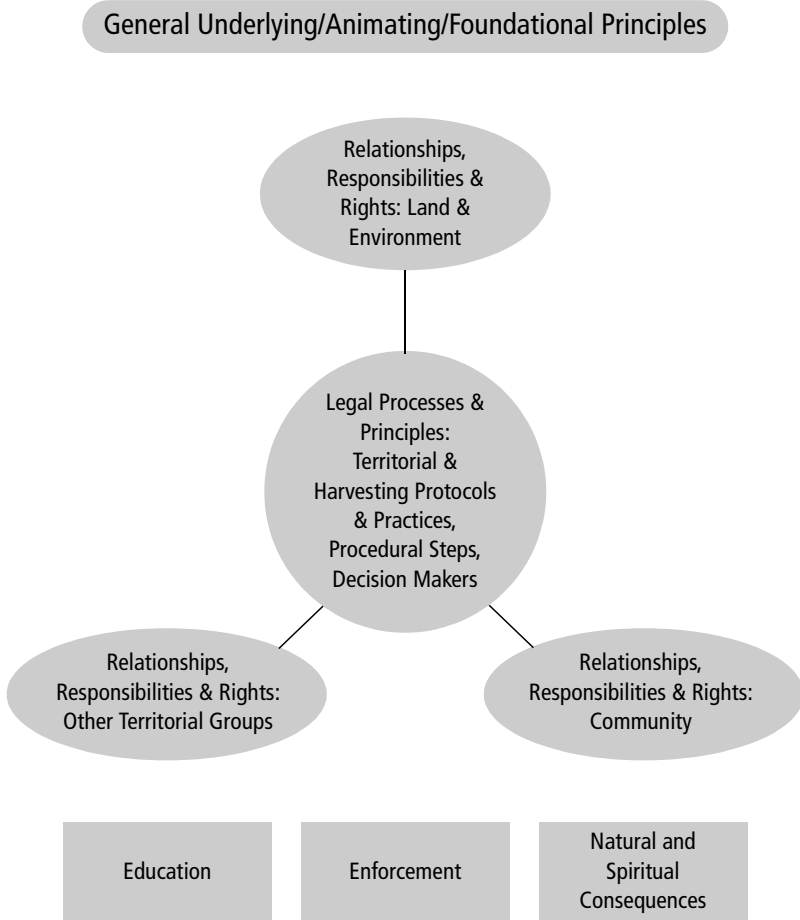 General Underlying/Animating/Foundational Principles
Relationships,
Responsibilities &
Rights: Land &
Environment
Legal Processes &
Principles:
Territorial &
Harvesting Protocols
& Practices,
Procedural Steps,
Decision Makers
Relationships,
Responsibilities & Rights:
Other Territorial Groups
Relationships,
Responsibilities & Rights:
Community
Education
Enforcement
Natural and
Spiritual
Consequences